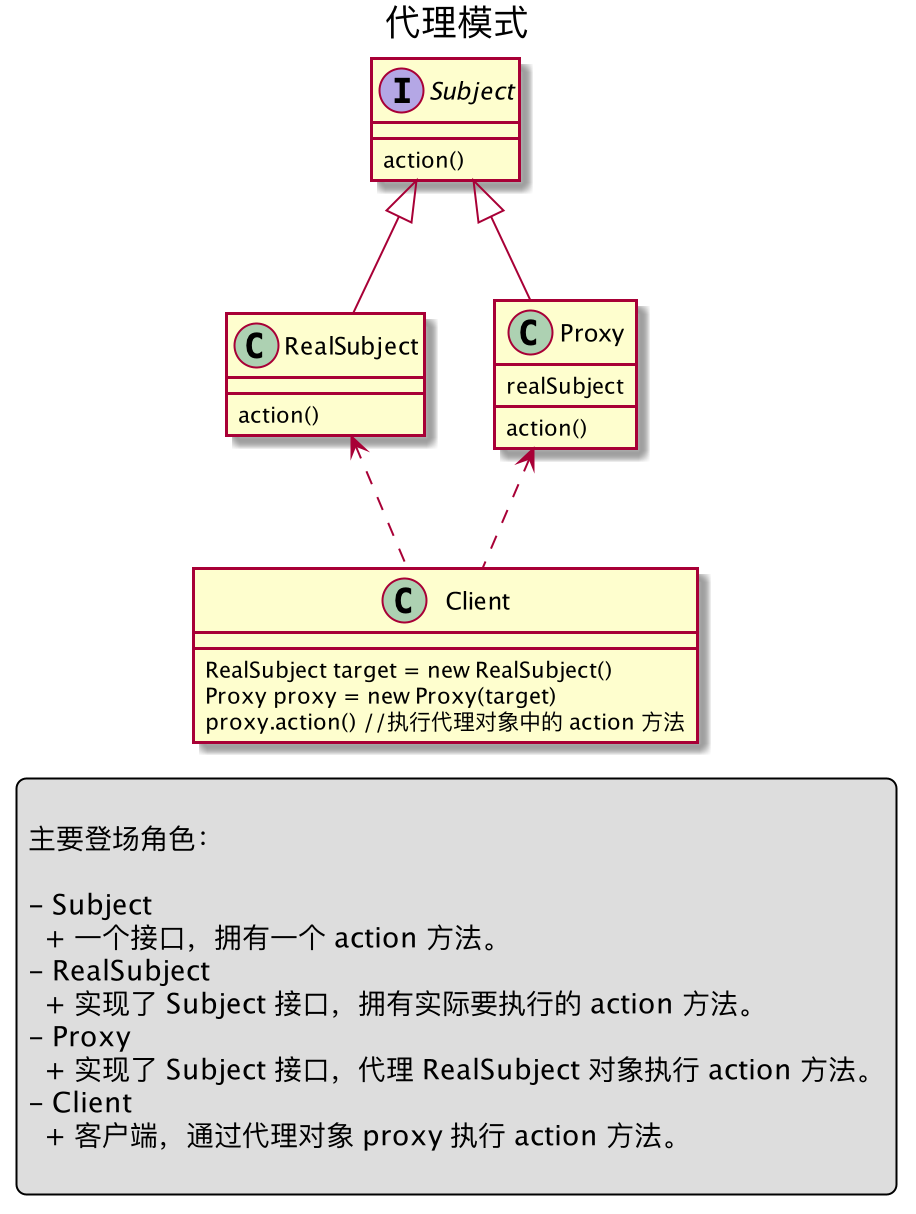 代理模式
I Subject
action()
C RealSubject
action()
C Proxy
realSubject
action()
C Client
RealSubject target = new RealSubject()
Proxy proxy = new Proxy(target)
proxy.action() //执行代理对象中的 action 方法
主要登场角色：
- Subject
+ 一个接口，拥有一个 action 方法。
- RealSubject
+ 实现了 Subject 接口，拥有实际要执行的 action 方法。
- Proxy
+ 实现了 Subject 接口，代理 RealSubject 对象执行 action 方法。
- Client
+ 客户端，通过代理对象 proxy 执行 action 方法。